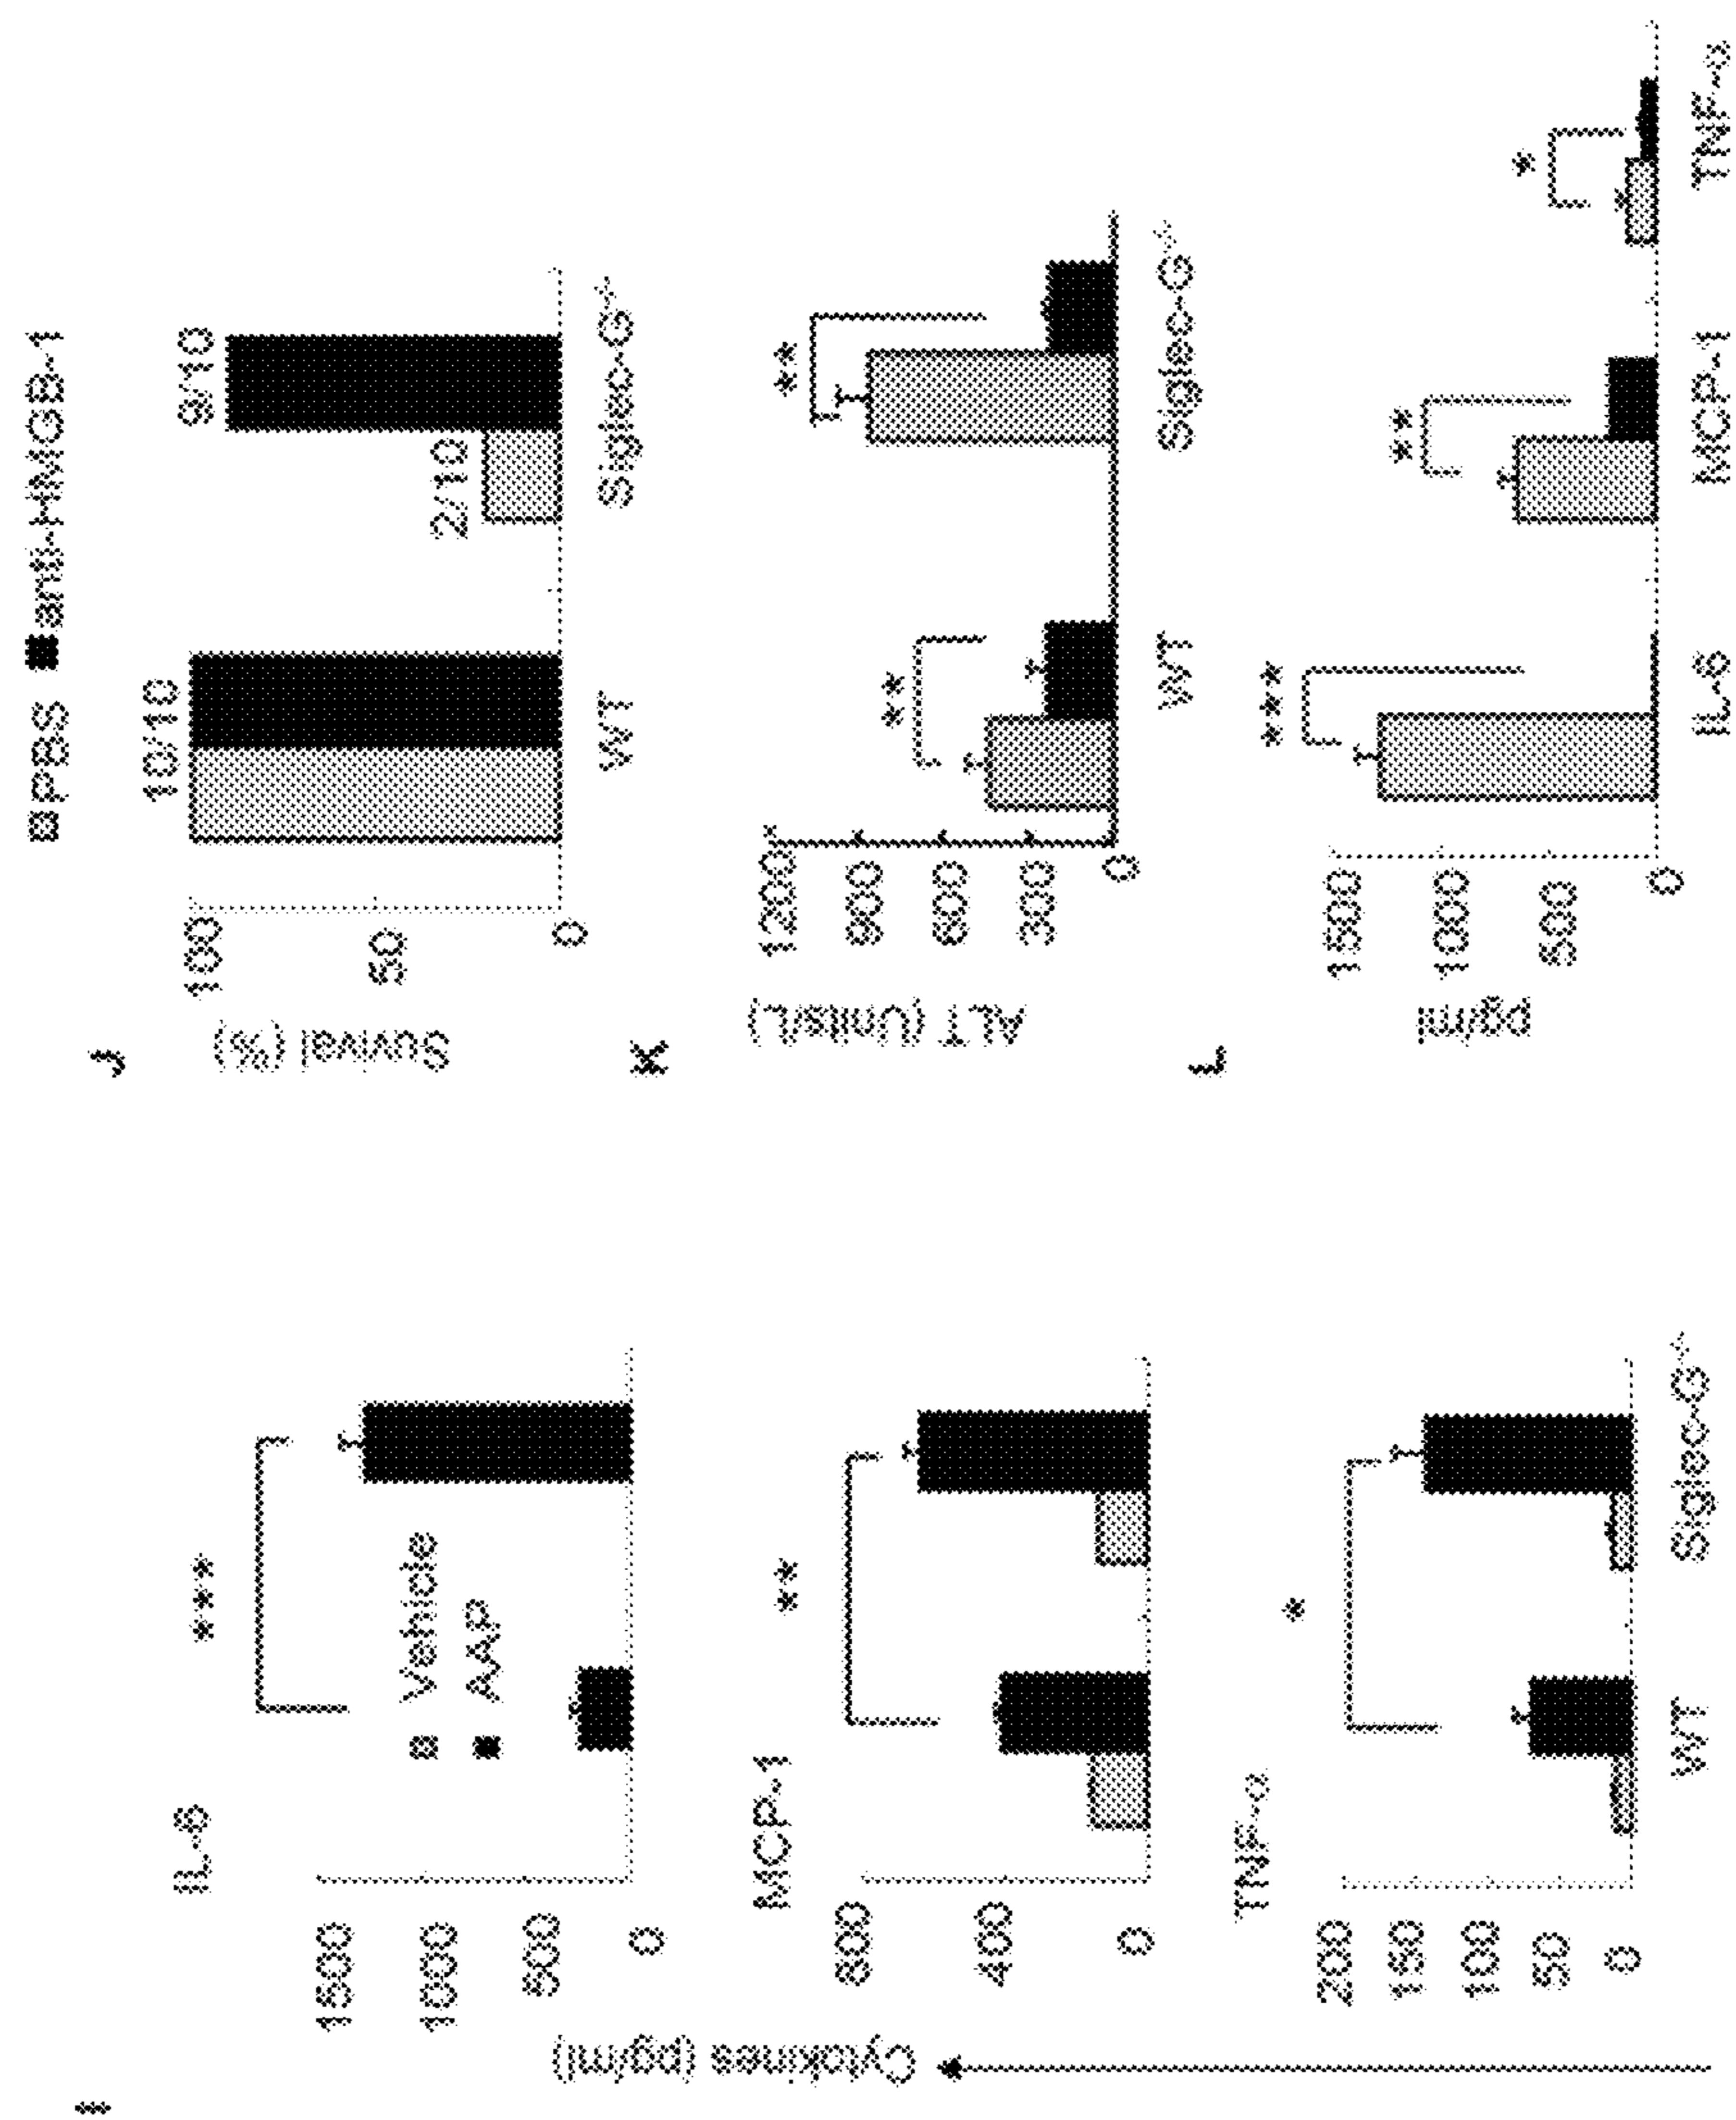 I
Cytokines (pg/ml)
IL-6
***
1500
1000
500
0
Vehicle
AAP
MCP-1
**
800
400
0
TNF-α
*
200
150
100
50
0
WT Siglec-G-/-
PBS anti-HMGB-1
J
Suvival (%)
100
50
0
10/10
2/10
9/10
WT Siglec-G-/-
K
ALT (Units/L)
1200
900
600
300
0
**
**
WT Siglec-G-/-
L
pg/ml
1500
1000
500
0
***
**
*
IL-6 MCP-1 TNF-α